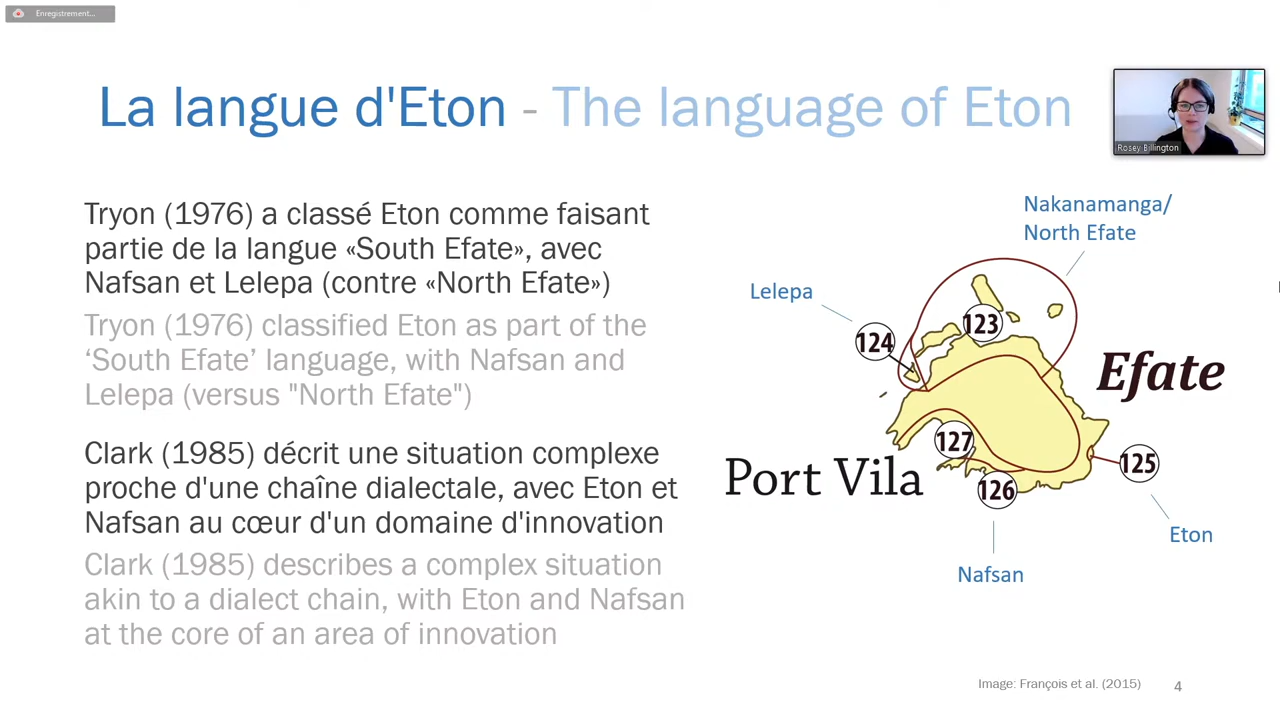 Enregistrement...
La langue d'Eton - The language of Eton
Rosey Billington
Tryon (1976) a classé Eton comme faisant
partie de la langue «South Efate», avec
Nafsan et Lelepa (contre «North Efate»)
Tryon (1976) classified Eton as part of the
‘South Efate’ language, with Nafsan and
Lelepa (versus "North Efate")
Clark (1985) décrit une situation complexe
proche d'une chaîne dialectale, avec Eton et
Nafsan au cœur d'un domaine d'innovation
Clark (1985) describes a complex situation
akin to a dialect chain, with Eton and Nafsan
at the core of an area of innovation
Nakanamanga/
North Efate
Lelepa
123
124
Efate
127
Port Vila
125
126
Eton
Nafsan
Image: François et al. (2015)
4